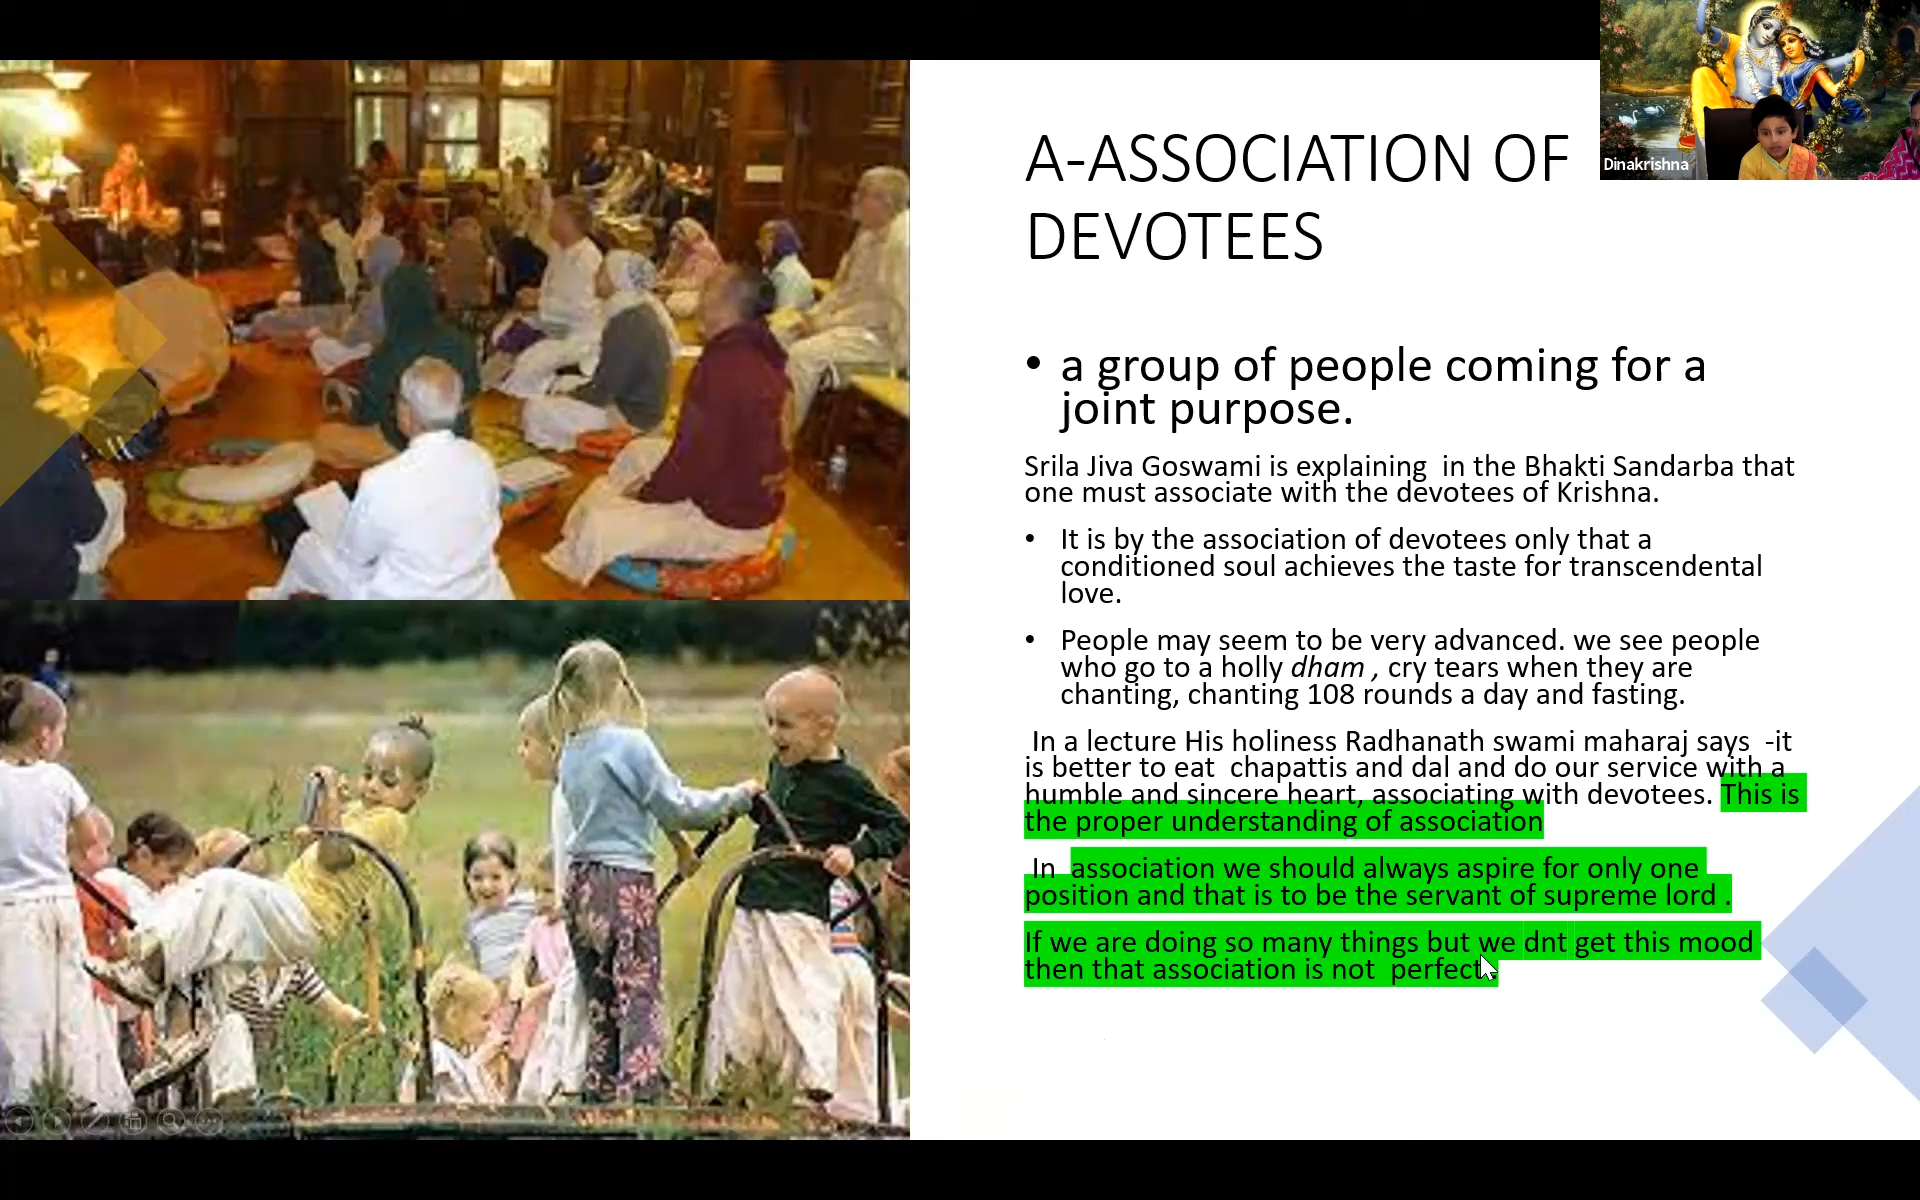 A-ASSOCIATION OF
DEVOTEES
Dinakrishna
• a group of people coming for a
joint purpose.
Srila Jiva Goswami is explaining  in the Bhakti Sandarba that
one must associate with the devotees of Krishna.
• It is by the association of devotees only that a
conditioned soul achieves the taste for transcendental
love.
• People may seem to be very advanced. we see people
who go to a holly dham , cry tears when they are
chanting, chanting 108 rounds a day and fasting.
In a lecture His holiness Radhanath swami maharaj says  -it
is better to eat  chapattis and dal and do our service with a
humble and sincere heart, associating with devotees. This is
the proper understanding of association
In  association we should always aspire for only one
position and that is to be the servant of supreme lord .
If we are doing so many things but we dnt get this mood
then that association is not  perfect.